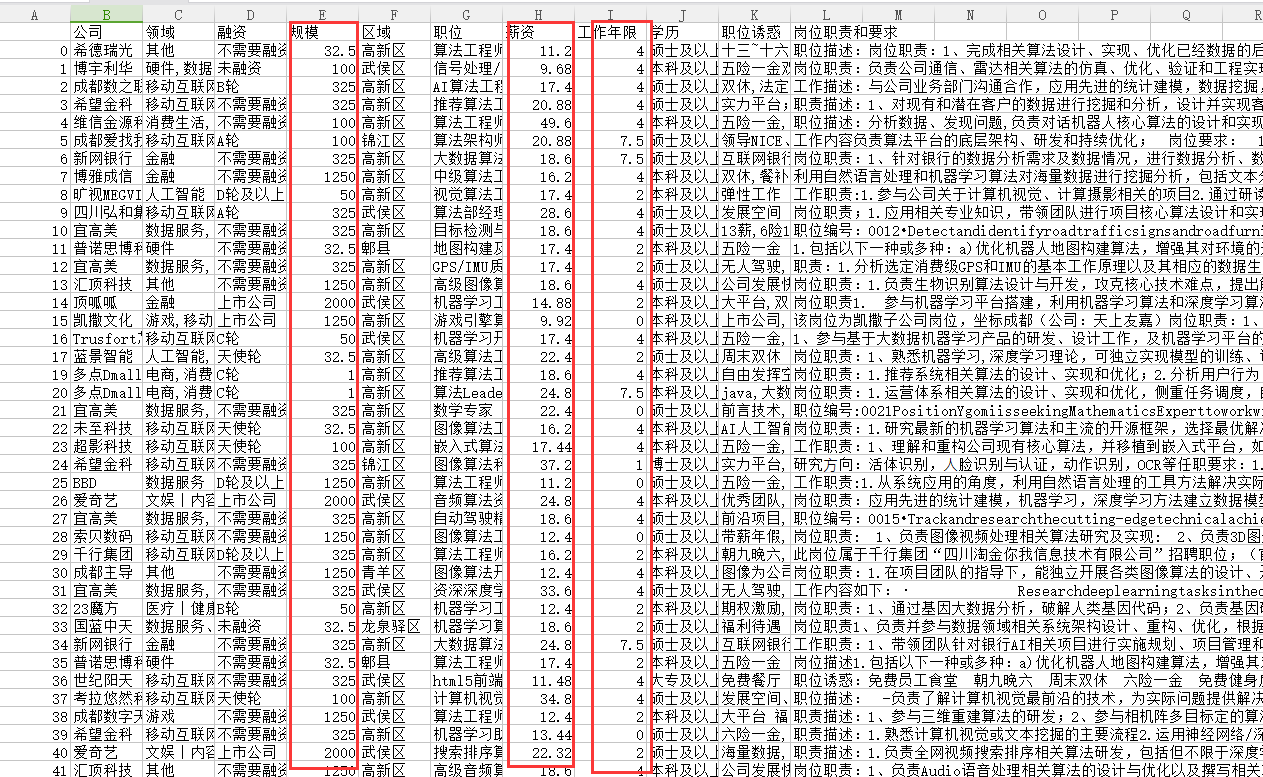 A B C D E F G H I J K L M N O P Q R
公司 领域 融资 规模 区域 职位 薪资 工作年限 学历 职位诱惑 岗位职责和要求
0 希德瑞光 其他 不需要融资 32.5 高新区 算法工程师 11.2 4 硕士及以上 十三~十六 职位描述：岗位职责：1、完成相关算法设计、实现、优化已经数据的后
1 博宇利华 硬件,数据 未融资 100 武侯区 信号处理/ 9.68 4 本科及以上 五险一金双 岗位职责：负责公司通信、雷达相关算法的仿真、优化、验证和工程实现
2 成都数之联 移动互联网 B轮 325 高新区 AI算法工程 17.4 4 硕士及以上 双休,法定 工作描述：与公司业务部门沟通合作，应用先进的统计建模，数据挖掘，
3 希望金科 移动互联网 不需要融资 325 高新区 推荐算法工 20.88 4 硕士及以上 实力平台; 职责描述：1、对现有和潜在客户的数据进行挖掘和分析，设计并实现客
4 维信金源科 消费生活, 不需要融资 100 武侯区 算法工程师 49.6 4 硕士及以上 五险一金, 职位描述：分析数据、发现问题,负责对话机器人核心算法的设计和实现
5 成都爱找我 移动互联网 A轮 100 锦江区 算法架构师 20.88 7.5 硕士及以上 领导NICE、 工作内容负责算法平台的底层架构、研发和持续优化； 岗位要求： 1
6 新网银行 金融 不需要融资 325 高新区 大数据算法 18.6 7.5 硕士及以上 互联网银行 岗位职责：1、针对银行的数据分析需求及数据情况，进行数据分析、数
7 博雅成信 金融 不需要融资 1250 高新区 中级算法工 16.2 4 本科及以上 双休,餐补 利用自然语言处理和机器学习算法对海量数据进行挖掘分析，包括文本分
8 旷视MEGVII 人工智能 D轮及以上 50 高新区 视觉算法工 17.4 2 本科及以上 弹性工作 工作职责:1.参与公司关于计算机视觉、计算摄影相关的项目2.通过研读
9 四川弘和 移动互联网 A轮 325 武侯区 算法部经理 28.6 4 硕士及以上 发展空间 岗位职责；1.应用相关专业知识，带领团队进行项目核心算法设计和实现
10 宜高美 数据服务, 不需要融资 325 高新区 目标检测与 18.6 4 硕士及以上 13薪,6险1 职位编号：0012•Detectandidentifyroadtrafficsignsandroadfurni
11 普诺思博科 硬件 不需要融资 32.5 郫县 地图构建及 17.4 2 本科及以上 五险一金 1.包括以下一种或多种：a)优化机器人地图构建算法，增强其对环境的
12 宜高美 数据服务, 不需要融资 325 高新区 GPS/IMU质 17.4 2 硕士及以上 无人驾驶, 职责：1.分析选定消费级GPS和IMU的基本工作原理以及其相应的数据生
13 汇顶科技 其他 不需要融资 1250 高新区 高级图像算 17.4 2 硕士及以上 公司发展快 岗位职责：1.负责生物识别算法设计与开发，攻克核心技术难点，提出
14 顶呱呱 金融 上市公司 2000 武侯区 机器学习工 14.88 2 本科及以上 大平台,双 岗位职责1. 参与机器学习平台搭建，利用机器学习算法和深度学习算法
15 凯撒文化 游戏,移动 上市公司 1250 高新区 游戏引擎算 9.92 0 本科及以上 上市公司, 该岗位为凯撒子公司岗位，坐标成都（公司：天上友嘉）岗位职责：1、
16 Trusfort 移动互联网 C轮 50 武侯区 机器学习开 17.4 4 本科及以上 五险一金, 1、参与基于大数据机器学习产品的研发、设计工作，及机器学习平台的
17 蓝景智能 人工智能, 天使轮 32.5 高新区 高级算法工 22.4 2 硕士及以上 周末双休 岗位职责：1、熟悉机器学习,深度学习理论，可独立实现模型的训练、
19 多点Dmall 电商,消费 C轮 1 高新区 推荐算法工 18.6 4 本科及以上 自由发挥空 岗位职责：1.推荐系统相关算法的设计、实现和优化；2.分析用户行为
20 多点Dmall 电商,消费 C轮 1 高新区 算法Leader 24.8 7.5 本科及以上 java,大数 岗位职责：1.运营体系相关算法的设计、实现和优化，侧重任务调度，
21 宜高美 数据服务, 不需要融资 325 高新区 数学专家 22.4 0 硕士及以上 前言技术, 职位编号:0021PositionYgomiisseekingMathematicsExperttoworkw
22 未至科技 移动互联网 天使轮 32.5 高新区 图像算法工 16.2 4 本科及以上 AI人工智能 岗位职责：1.研究最新的机器学习算法和主流的开源框架，选择最优解
23 超影科技 移动互联网 天使轮 100 高新区 嵌入式算法 17.44 4 硕士及以上 五险一金, 工作职责：1、理解和重构公司现有核心算法，并移植到嵌入式平台，如
24 希望金科 移动互联网 不需要融资 325 锦江区 图像算法科 37.2 1 博士及以上 实力平台, 研究方向：活体识别，人脸识别与认证，动作识别，OCR等任职要求：1.
25 BBD 数据服务 D轮及以上 1250 高新区 算法工程师 11.2 0 本科及以上 五险一金, 工作职责:1.从系统应用的角度，利用自然语言处理的工具方法解决实际
26 爱奇艺 文娱丨内容 上市公司 2000 武侯区 音频算法资 24.8 4 本科及以上 优秀团队, 岗位职责：应用先进的统计建模，机器学习，深度学习方法建立数据模型
27 宜高美 数据服务, 不需要融资 325 高新区 自动驾驶精 18.6 4 硕士及以上 前沿项目, 职位编号：0015•Trackandresearchthecutting-edgetechnicalachie
28 索贝数码 移动互联网 不需要融资 1250 高新区 图像算法工 12.4 0 硕士及以上 带薪年假, 岗位职责： 1、负责图像视频处理相关算法研究及实现： 2、负责3D图
29 千行集团 移动互联网 D轮及以上 325 高新区 算法工程师 16.2 2 本科及以上 朝九晚六, 此岗位属于千行集团“四川淘金你我信息技术有限公司”招聘职位；（
30 成都主导 其他 不需要融资 1250 青羊区 图像算法开 12.4 4 硕士及以上 图像为公司 岗位职责：1.在项目团队的指导下，能独立开展各类图像算法的设计、
31 宜高美 数据服务, 不需要融资 325 武侯区 资深深度学 33.6 4 硕士及以上 无人驾驶, 工作内容如下：· Researchdeeplearningtasksinthec
32 23魔方 医疗丨健康 B轮 50 高新区 机器学习工 12.4 2 本科及以上 期权激励, 岗位职责：1、通过基因大数据分析，破解人类基因代码；2、负责基因
33 国蓝中天 数据服务、 未融资 32.5 龙泉驿区 机器学习算 18.6 2 硕士及以上 福利待遇 岗位职责1、负责并参与数据领域相关系统架构设计、重构、优化，根据
34 新网银行 金融 不需要融资 325 高新区 大数据算法 24.8 7.5 硕士及以上 互联网银行 岗位职责：1、带领团队针对银行AI相关项目进行实施规划、项目管理和
35 普诺思博科 硬件 不需要融资 32.5 郫县 算法工程师 17.4 2 本科及以上 五险一金 岗位描述1.包括以下一种或多种：a)优化机器人地图构建算法，增强其
36 世纪阳天 移动互联网 不需要融资 32.5 高新区 html5前端 11.48 4 大专及以上 免费餐厅 职位诱惑：免费员工食堂 朝九晚六 周末双休 六险一金 免费健身房
37 考拉悠然科 移动互联网 天使轮 100 高新区 计算机视觉 34.8 4 硕士及以上 发展空间、 职位描述： -负责了解计算机视觉最前沿的技术，为实际问题提供解决
38 成都数字天 游戏 不需要融资 1250 武侯区 算法工程师 12.4 2 本科及以上 大平台 福 职责描述：1、参与三维重建算法的研发；2、参与相机阵多目标定的算法
39 希望金科 移动互联网 不需要融资 325 高新区 机器学习助 13.44 0 硕士及以上 六险一金, 职责描述：1.熟悉计算机视觉或文本挖掘的主要流程2.运用神经网络/深
40 爱奇艺 文娱丨内容 上市公司 2000 武侯区 搜索排序算 22.32 2 本科及以上 海量数据, 职责描述：1.负责全网视频搜索排序相关算法研发，包括但不限于深度学
41 汇顶科技 其他 不需要融资 1250 高新区 高级音频算 18.6 4 本科及以上 公司发展快 岗位职责：1.负责Audio语音处理相关算法的设计与优化以及撰写相关